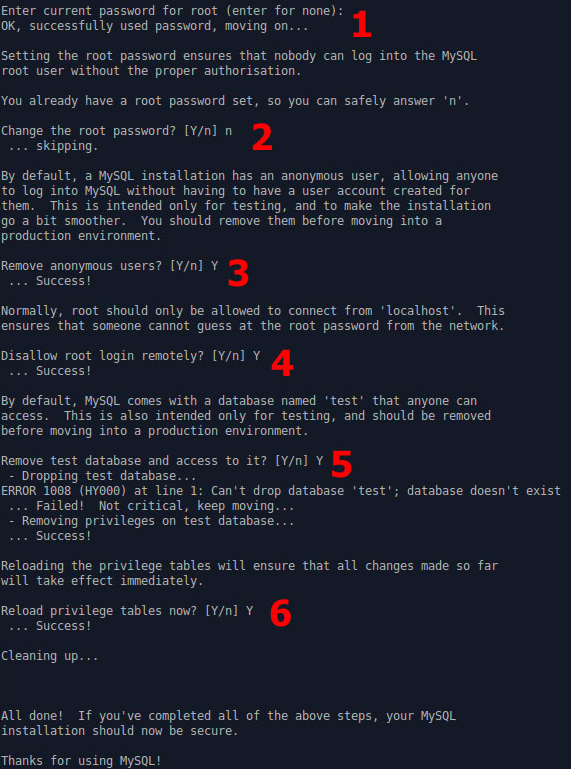 Enter current password for root (enter for none):
OK, successfully used password, moving on... 1
Setting the root password ensures that nobody can log into the MySQL
root user without the proper authorisation.
You already have a root password set, so you can safely answer 'n'.
Change the root password? [Y/n] n 2
... skipping.
By default, a MySQL installation has an anonymous user, allowing anyone
to log into MySQL without having to have a user account created for
them.  This is intended only for testing, and to make the installation
go a bit smoother.  You should remove them before moving into a
production environment.
Remove anonymous users? [Y/n] Y 3
... Success!
Normally, root should only be allowed to connect from 'localhost'.  This
ensures that someone cannot guess at the root password from the network.
Disallow root login remotely? [Y/n] Y 4
... Success!
By default, MySQL comes with a database named 'test' that anyone can
access.  This is also intended only for testing, and should be removed
before moving into a production environment.
Remove test database and access to it? [Y/n] Y 5
- Dropping test database...
ERROR 1008 (HY000) at line 1: Can't drop database 'test'; database doesn't exist
... Failed!  Not critical, keep moving...
- Removing privileges on test database...
... Success!
Reloading the privilege tables will ensure that all changes made so far
will take effect immediately.
Reload privilege tables now? [Y/n] Y 6
... Success!
Cleaning up...
All done!  If you've completed all of the above steps, your MySQL
installation should now be secure.
Thanks for using MySQL!